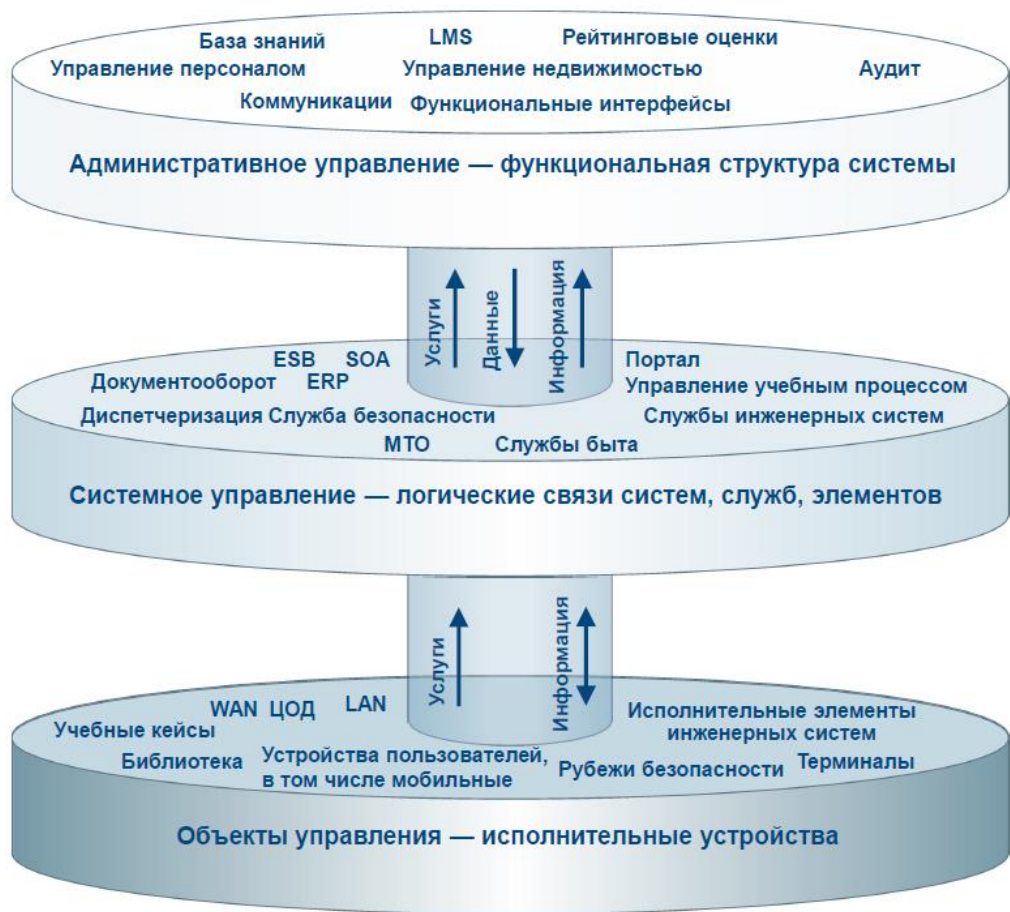 База знаний LMS Рейтинговые оценки
Управление персоналом Управление недвижимостью Аудит
Коммуникации Функциональные интерфейсы
Административное управление — функциональная структура системы
Услуги
Данные
Информация
ESB SOA Портал
Документооборот ERP Управление учебным процессом
Диспетчеризация Служба безопасности Службы инженерных систем
МТО Службы быта
Системное управление — логические связи систем, служб, элементов
Услуги
Информация
WAN ЦОД LAN Исполнительные элементы
Учебные кейсы инженерных систем
Библиотека Устройства пользователей, Рубежи безопасности Терминалы
в том числе мобильные
Объекты управления — исполнительные устройства